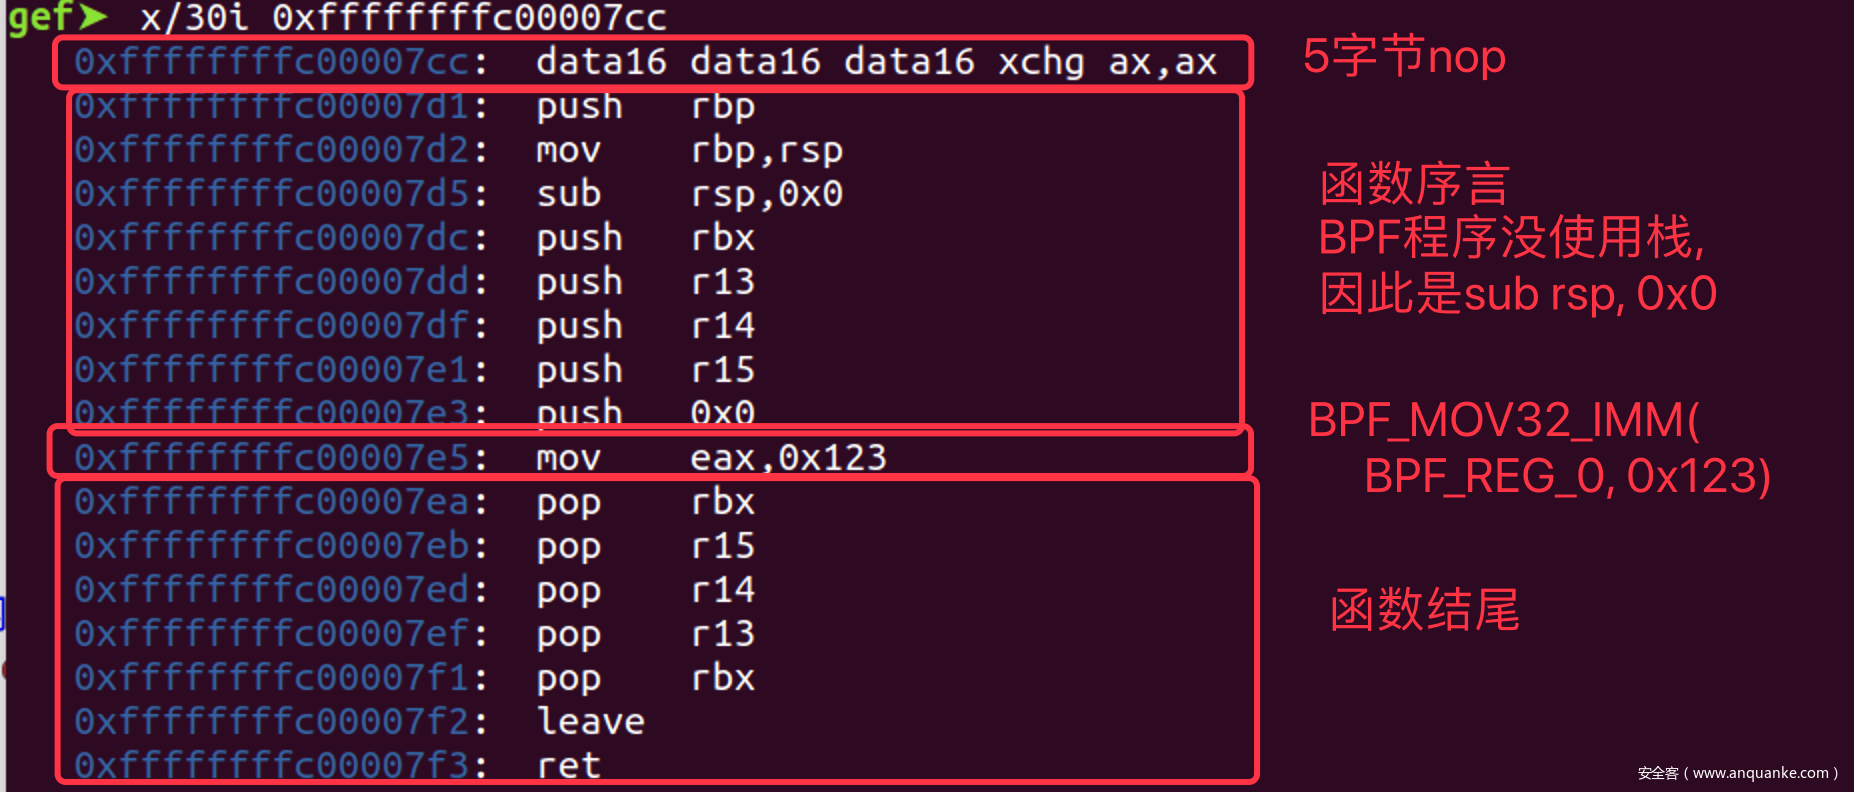 gef➤ x/30i 0xffffffffc00007cc
0xffffffffc00007cc: data16 data16 data16 xchg ax,ax
5字节nop
0xffffffffc00007d1: push rbp
0xffffffffc00007d2: mov rbp,rsp
0xffffffffc00007d5: sub rsp,0x0
0xffffffffc00007dc: push rbx
0xffffffffc00007dd: push r13
0xffffffffc00007df: push r14
0xffffffffc00007e1: push r15
0xffffffffc00007e3: push 0x0
函数序言
BPF程序没使用栈,
因此是sub rsp, 0x0
0xffffffffc00007e5: mov eax,0x123
BPF_MOV32_IMM(
BPF_REG_0, 0x123)
0xffffffffc00007ea: pop rbx
0xffffffffc00007eb: pop r15
0xffffffffc00007ed: pop r14
0xffffffffc00007ef: pop r13
0xffffffffc00007f1: pop rbx
0xffffffffc00007f2: leave
0xffffffffc00007f3: ret
函数结尾
安全客（www.anquanke.com）